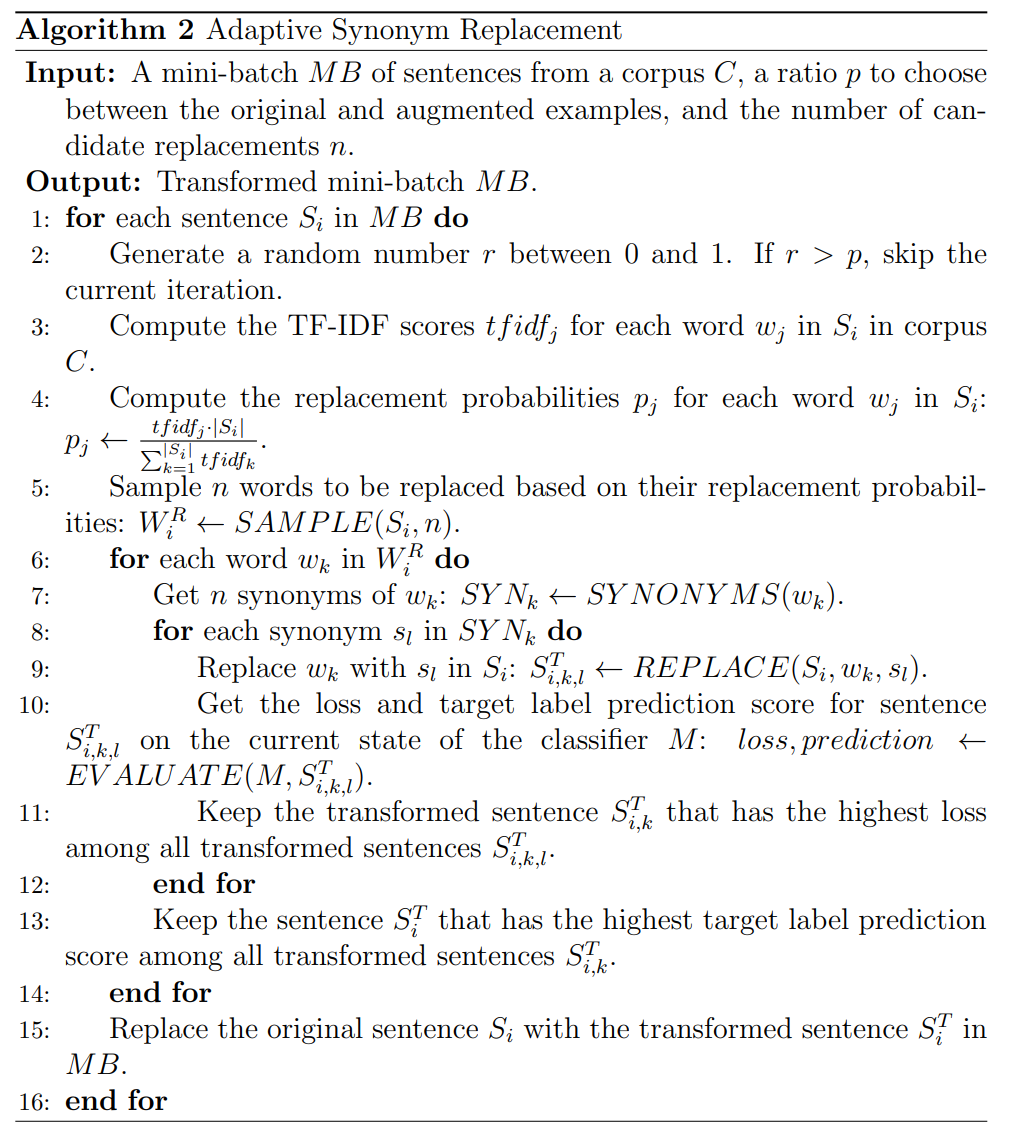 Algorithm 2 Adaptive Synonym Replacement
Input: A mini-batch MB of sentences from a corpus C, a ratio p to choose
between the original and augmented examples, and the number of can-
didate replacements n.
Output: Transformed mini-batch MB.
1: for each sentence S_i in MB do
2: Generate a random number r between 0 and 1. If r > p, skip the
current iteration.
3: Compute the TF-IDF scores tfidf_j for each word w_j in S_i in corpus
C.
4: Compute the replacement probabilities p_j for each word w_j in S_i:
p_j ← \frac{tfidf_j·|S_i|}{\sum_{k=1}^{|S_i|} tfidf_k}.
5: Sample n words to be replaced based on their replacement probabil-
ities: W_i^R ← SAMPLE(S_i, n).
6: for each word w_k in W_i^R do
7: Get n synonyms of w_k: SYN_k ← SYNONYMS(w_k).
8: for each synonym s_l in SYN_k do
9: Replace w_k with s_l in S_i: S_{i,k,l}^T ← REPLACE(S_i, w_k, s_l).
10: Get the loss and target label prediction score for sentence
S_{i,k,l}^T on the current state of the classifier M: loss, prediction ←
EVALUATE(M, S_{i,k,l}^T).
11: Keep the transformed sentence S_{i,k}^T that has the highest loss
among all transformed sentences S_{i,k,l}^T.
12: end for
13: Keep the sentence S_i^T that has the highest target label prediction
score among all transformed sentences S_{i,k}^T.
14: end for
15: Replace the original sentence S_i with the transformed sentence S_i^T in
MB.
16: end for